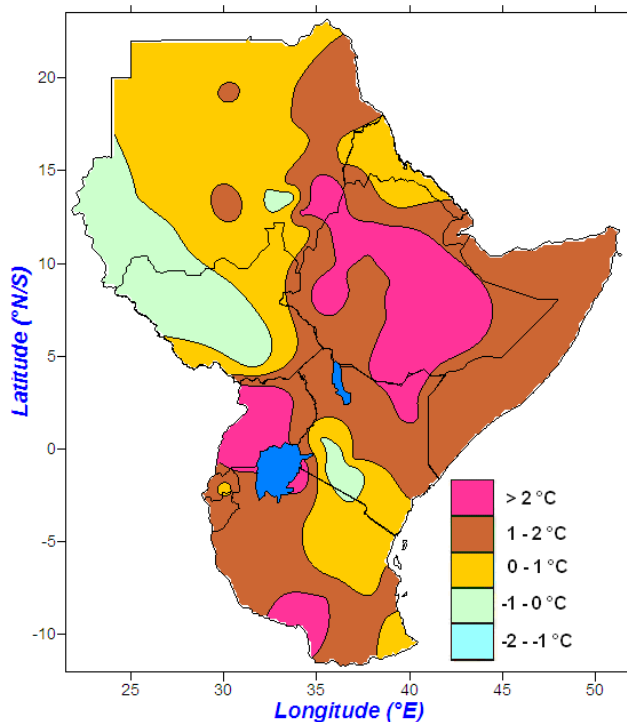 20
15
10
5
0
-5
-10
Latitude (°N/S)
> 2 °C
1 - 2 °C
0 - 1 °C
-1 - 0 °C
-2 - -1 °C
25 30 35 40 45 50
Longitude (°E)